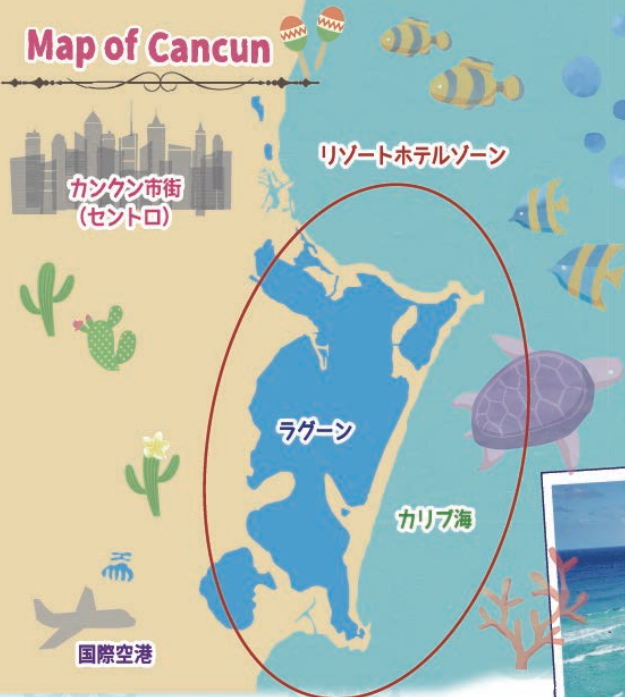 Map of Cancun
リゾートホテルゾーン
カンクン市街
（セントロ）
ラグーン
カリブ海
国際空港